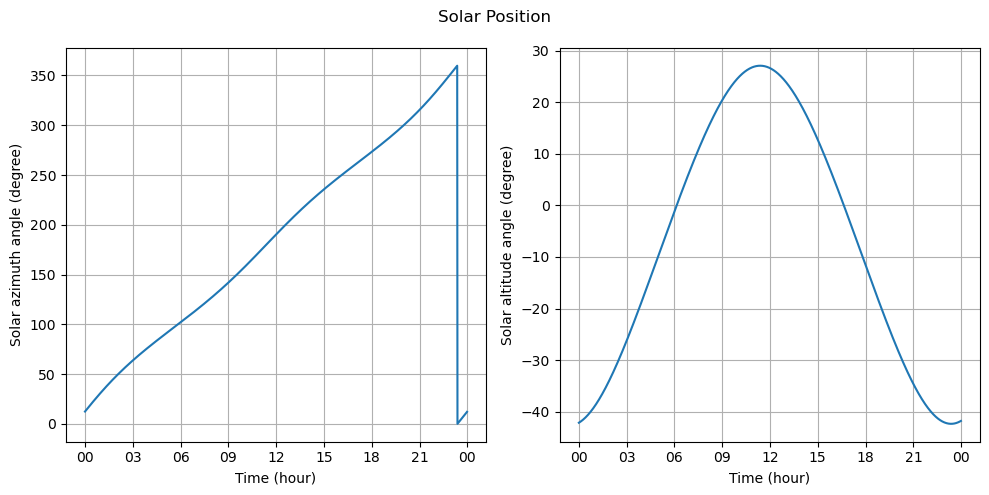 Solar Position
Solar azimuth angle (degree)
350
300
250
200
150
100
50
0
00 03 06 09 12 15 18 21 00
Time (hour)
Solar altitude angle (degree)
30
20
10
0
−10
−20
−30
−40
00 03 06 09 12 15 18 21 00
Time (hour)